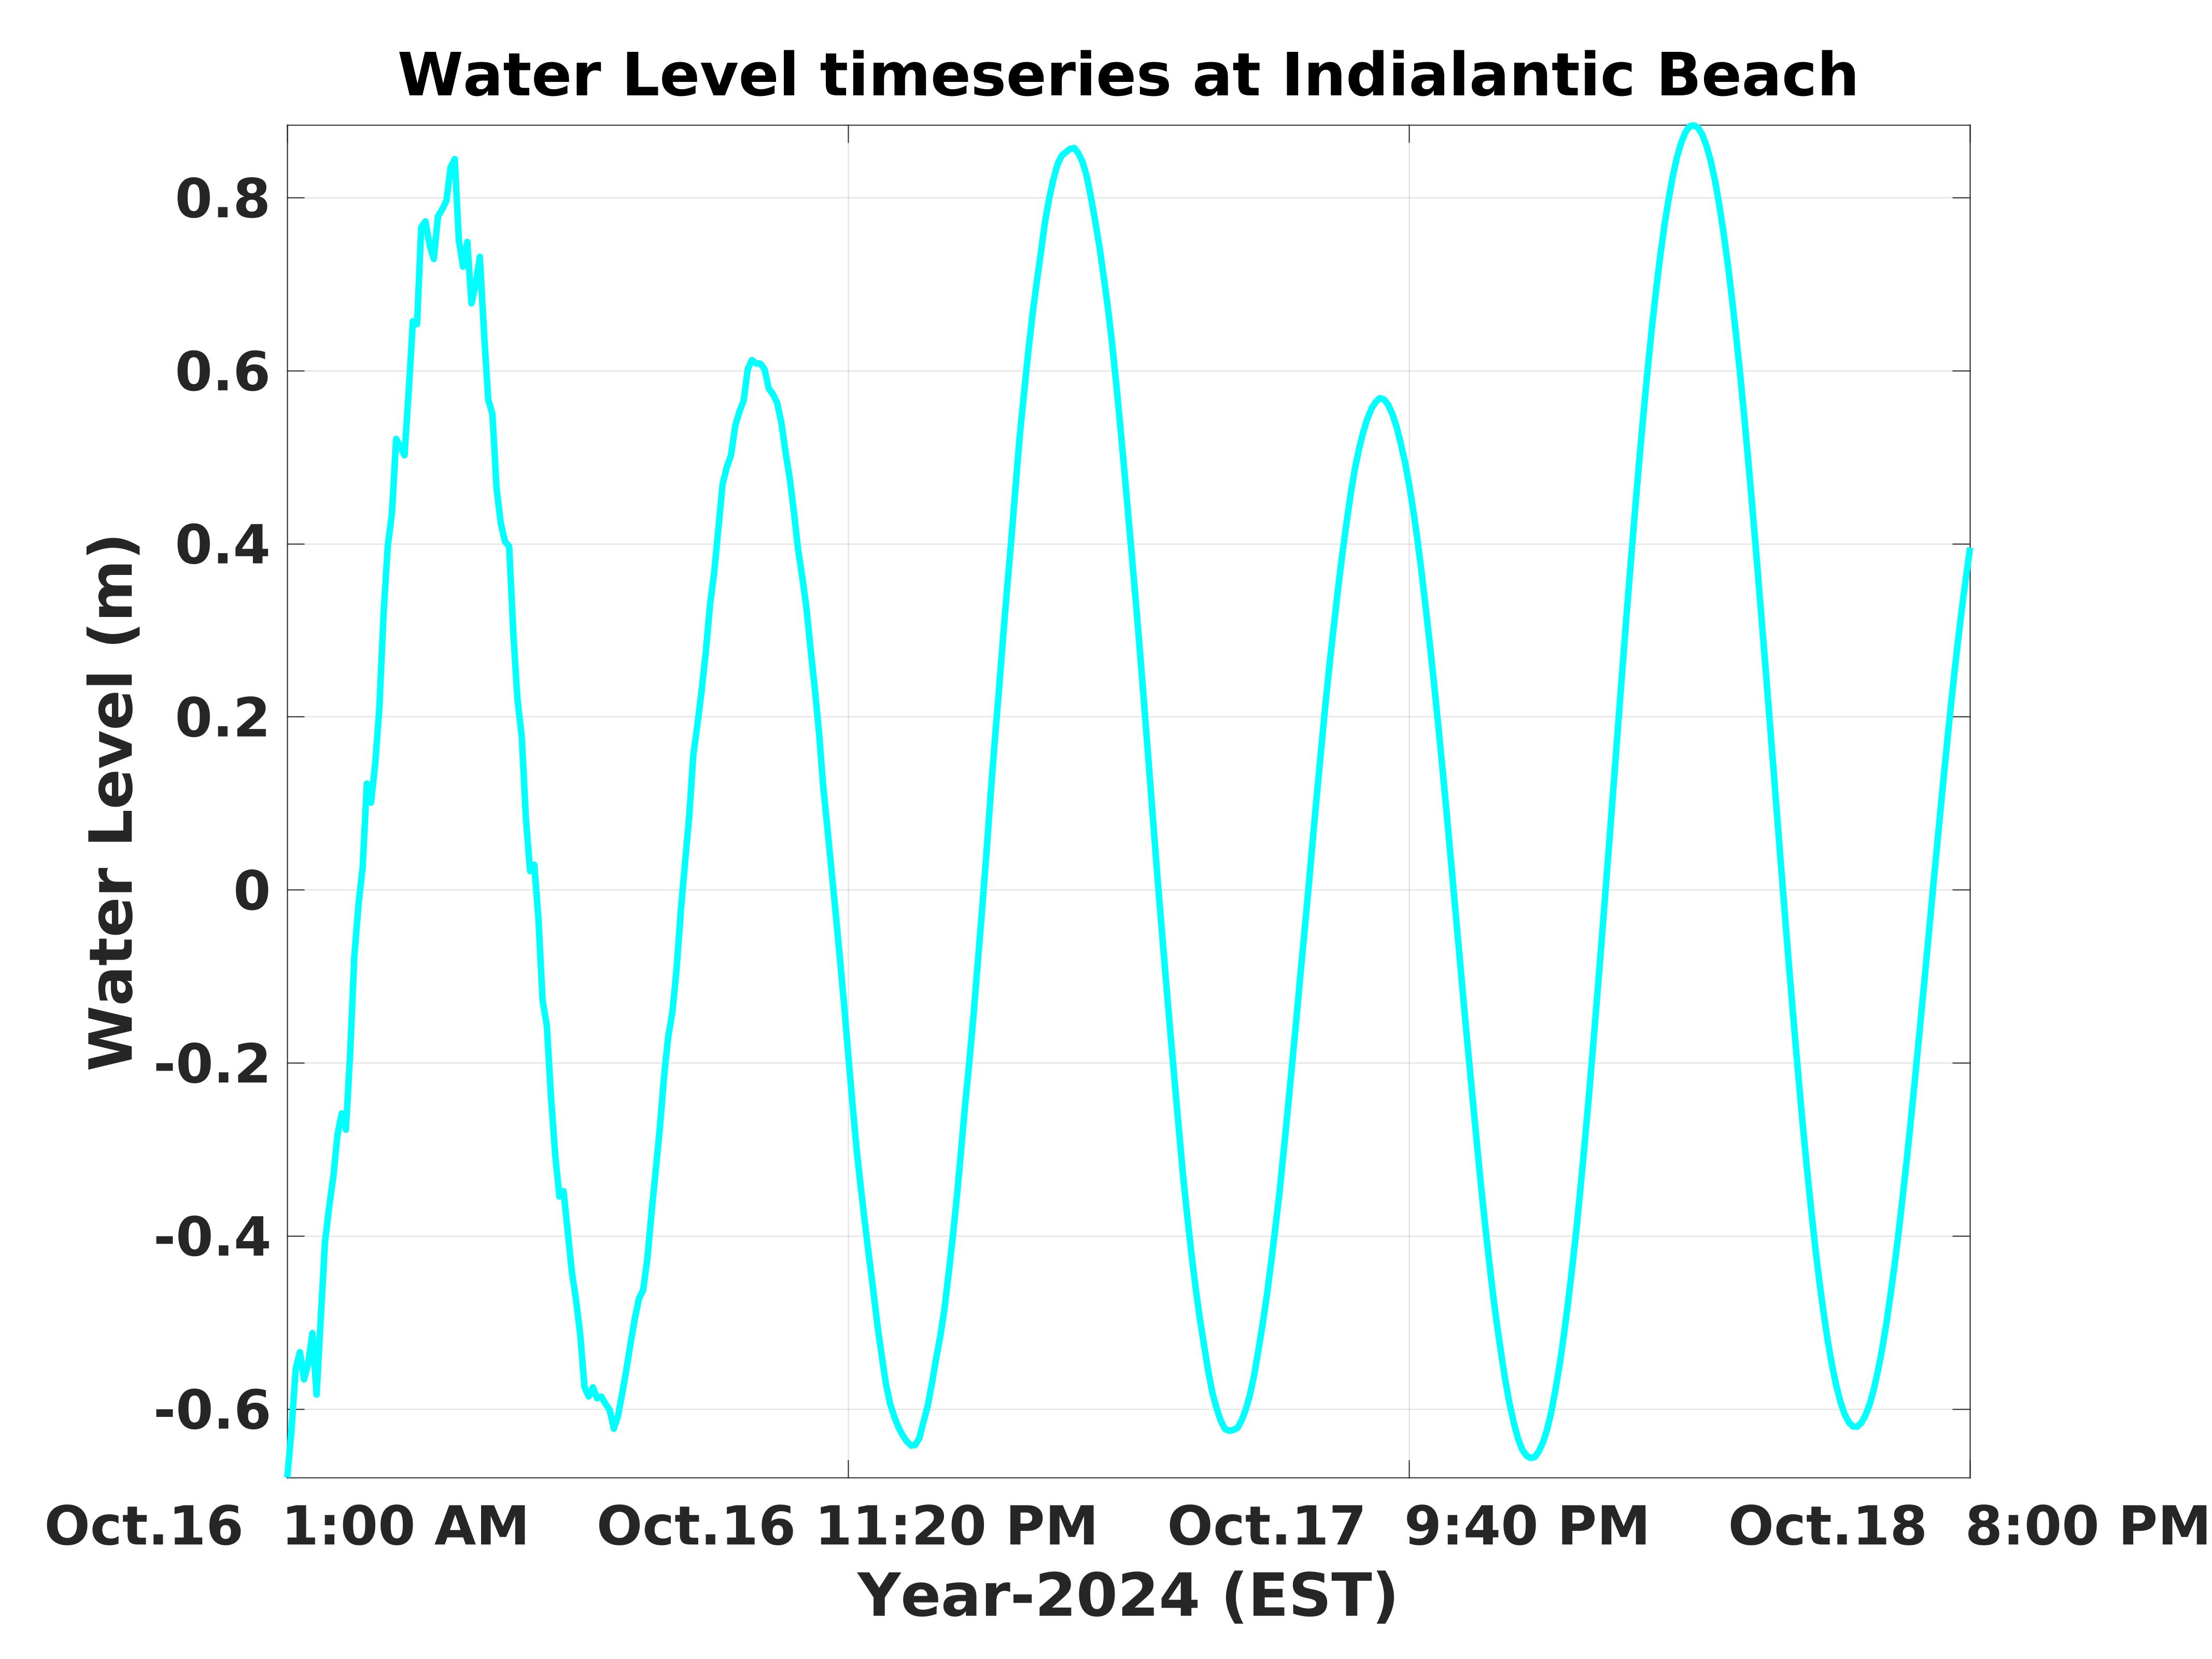 Water Level timeseries at Indialantic Beach
Water Level (m)
0.8
0.6
0.4
0.2
0
-0.2
-0.4
-0.6
Oct.16 1:00 AM Oct.16 11:20 PM Oct.17 9:40 PM Oct.18 8:00 PM
Year-2024 (EST)